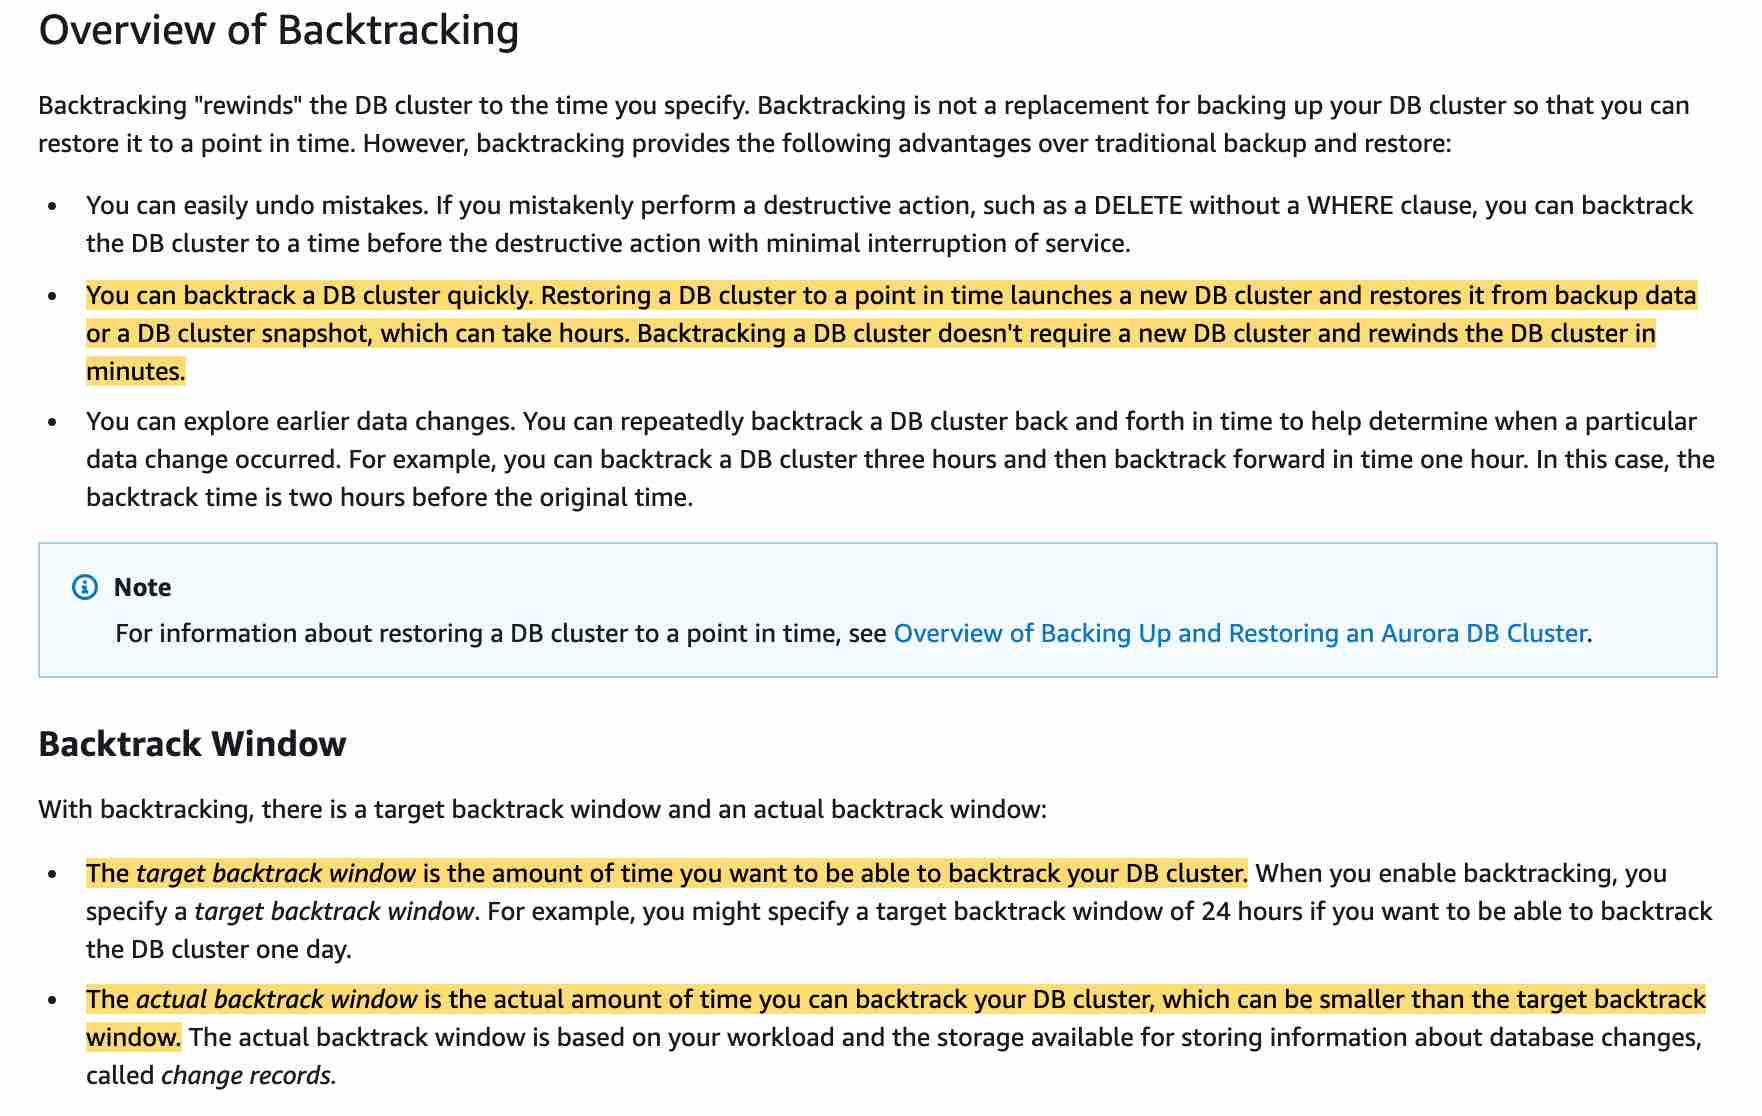 Overview of Backtracking
Backtracking "rewinds" the DB cluster to the time you specify. Backtracking is not a replacement for backing up your DB cluster so that you can
restore it to a point in time. However, backtracking provides the following advantages over traditional backup and restore:
• You can easily undo mistakes. If you mistakenly perform a destructive action, such as a DELETE without a WHERE clause, you can backtrack
the DB cluster to a time before the destructive action with minimal interruption of service.
• You can backtrack a DB cluster quickly. Restoring a DB cluster to a point in time launches a new DB cluster and restores it from backup data
or a DB cluster snapshot, which can take hours. Backtracking a DB cluster doesn't require a new DB cluster and rewinds the DB cluster in
minutes.
• You can explore earlier data changes. You can repeatedly backtrack a DB cluster back and forth in time to help determine when a particular
data change occurred. For example, you can backtrack a DB cluster three hours and then backtrack forward in time one hour. In this case, the
backtrack time is two hours before the original time.
Note
For information about restoring a DB cluster to a point in time, see Overview of Backing Up and Restoring an Aurora DB Cluster.
Backtrack Window
With backtracking, there is a target backtrack window and an actual backtrack window:
• The target backtrack window is the amount of time you want to be able to backtrack your DB cluster. When you enable backtracking, you
specify a target backtrack window. For example, you might specify a target backtrack window of 24 hours if you want to be able to backtrack
the DB cluster one day.
• The actual backtrack window is the actual amount of time you can backtrack your DB cluster, which can be smaller than the target backtrack
window. The actual backtrack window is based on your workload and the storage available for storing information about database changes,
called change records.